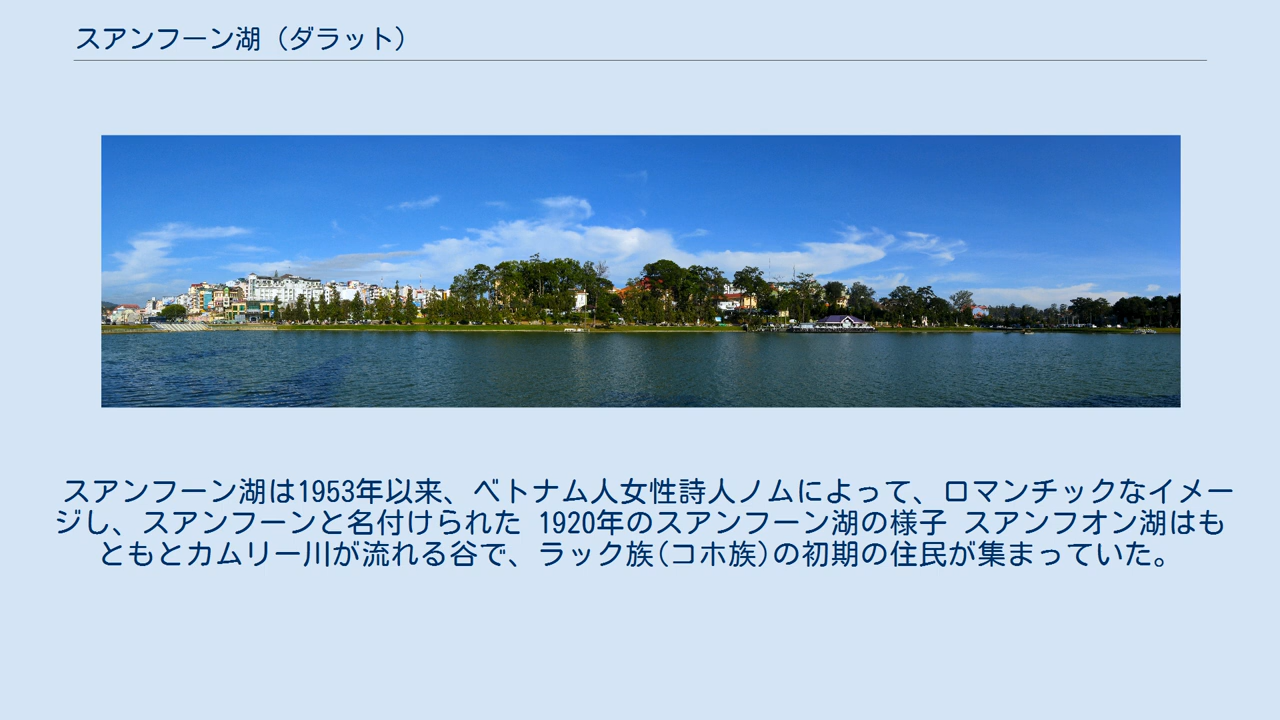 スアンフーン湖（ダラット）
スアンフーン湖は1953年以来、ベトナム人女性詩人ノムによって、ロマンチックなイメー
ジし、スアンフーンと名付けられた 1920年のスアンフーン湖の様子 スアンフオン湖はも
ともとカムリー川が流れる谷で、ラック族(コホ族)の初期の住民が集まっていた。